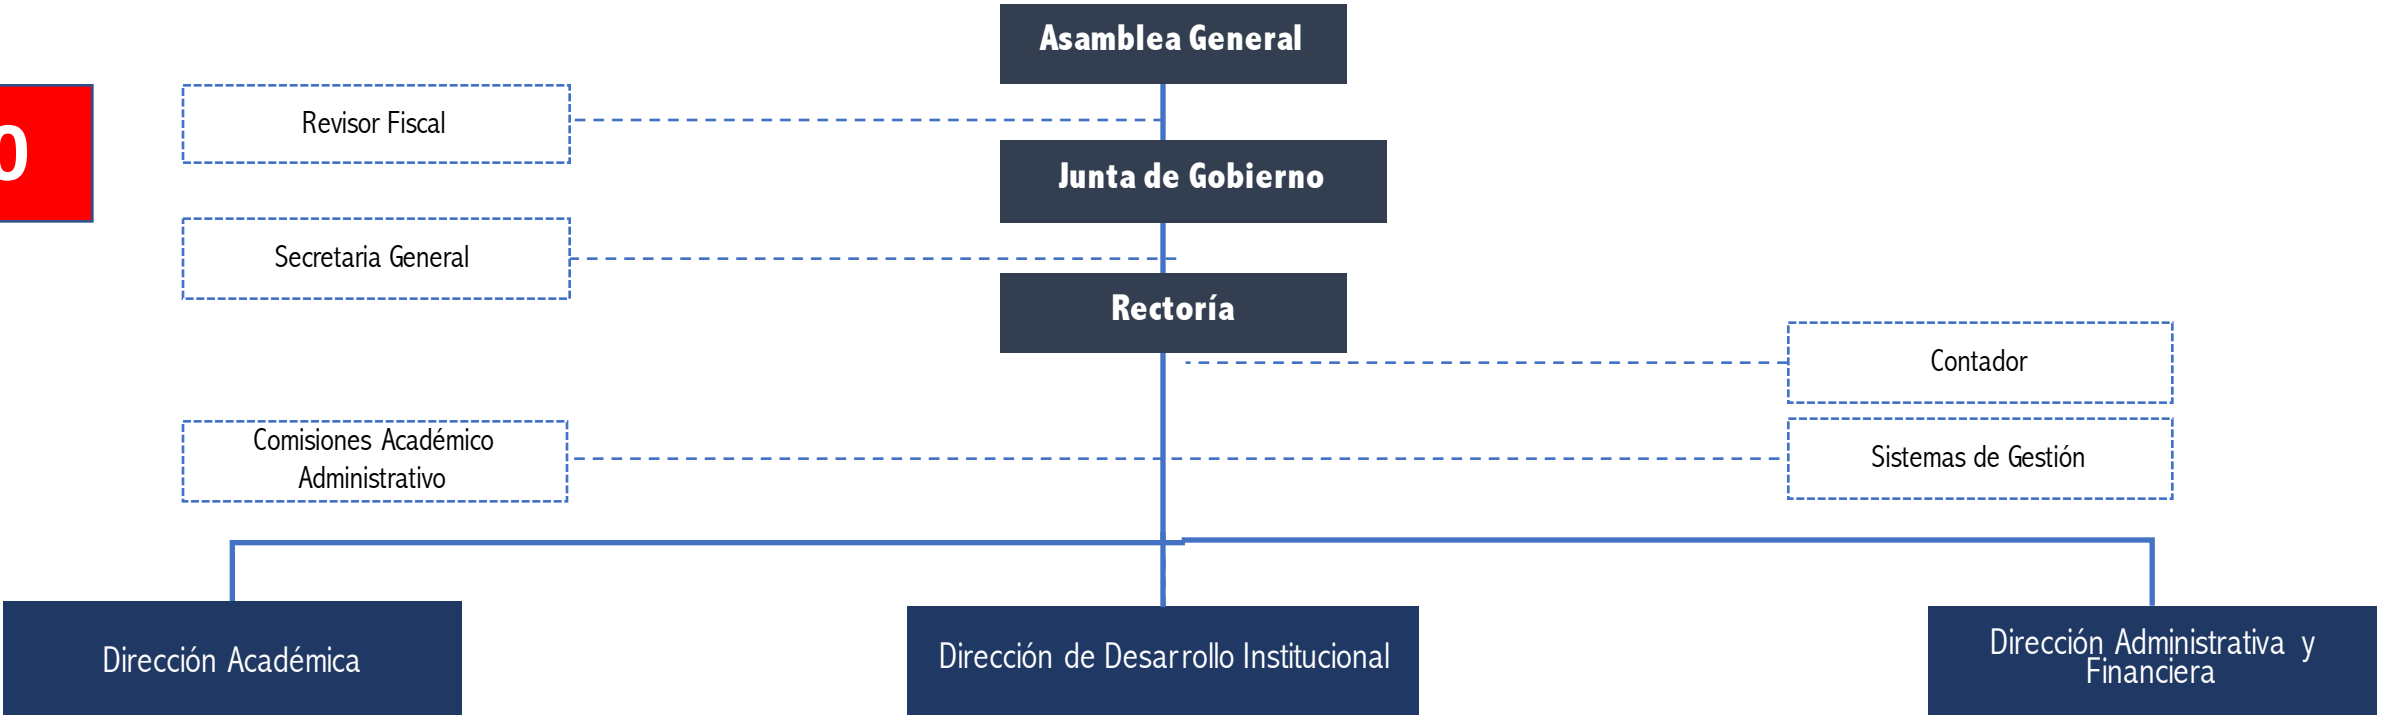 Asamblea General
Revisor Fiscal
0
Junta de Gobierno
Secretaria General
Rectoría
Contador
Comisiones Académico
Administrativo
Sistemas de Gestión
Dirección Académica
Dirección de Desarrollo Institucional
Dirección Administrativa y
Financiera